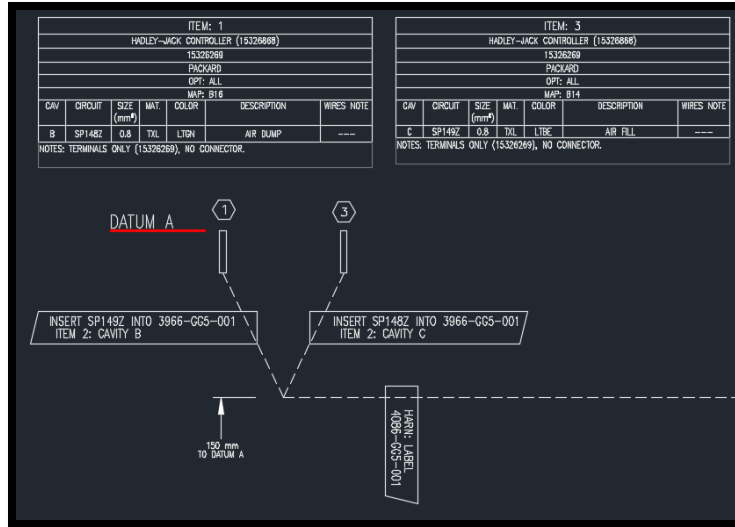 ITEM: 1
HADLEY-JACK CONTROLLER (15326868)
15326269
PACKARD
OPT: ALL
MAP: B16
CAV CIRCUIT SIZE (mm²) MAT. COLOR DESCRIPTION WIRES NOTE
B SP148Z 0.8 TXL LTGN AIR DUMP ---
NOTES: TERMINALS ONLY (15326269), NO CONNECTOR.
ITEM: 3
HADLEY-JACK CONTROLLER (15326868)
15326269
PACKARD
OPT: ALL
MAP: B14
CAV CIRCUIT SIZE (mm²) MAT. COLOR DESCRIPTION WIRES NOTE
C SP149Z 0.8 TXL LTBE AIR FILL ---
NOTES: TERMINALS ONLY (15326269), NO CONNECTOR.
DATUM A
1
3
INSERT SP149Z INTO 3966-GG5-001
ITEM 2: CAVITY B
INSERT SP148Z INTO 3966-GG5-001
ITEM 2: CAVITY C
150 mm
TO DATUM A
HARN: LABEL
4086-GG5-001